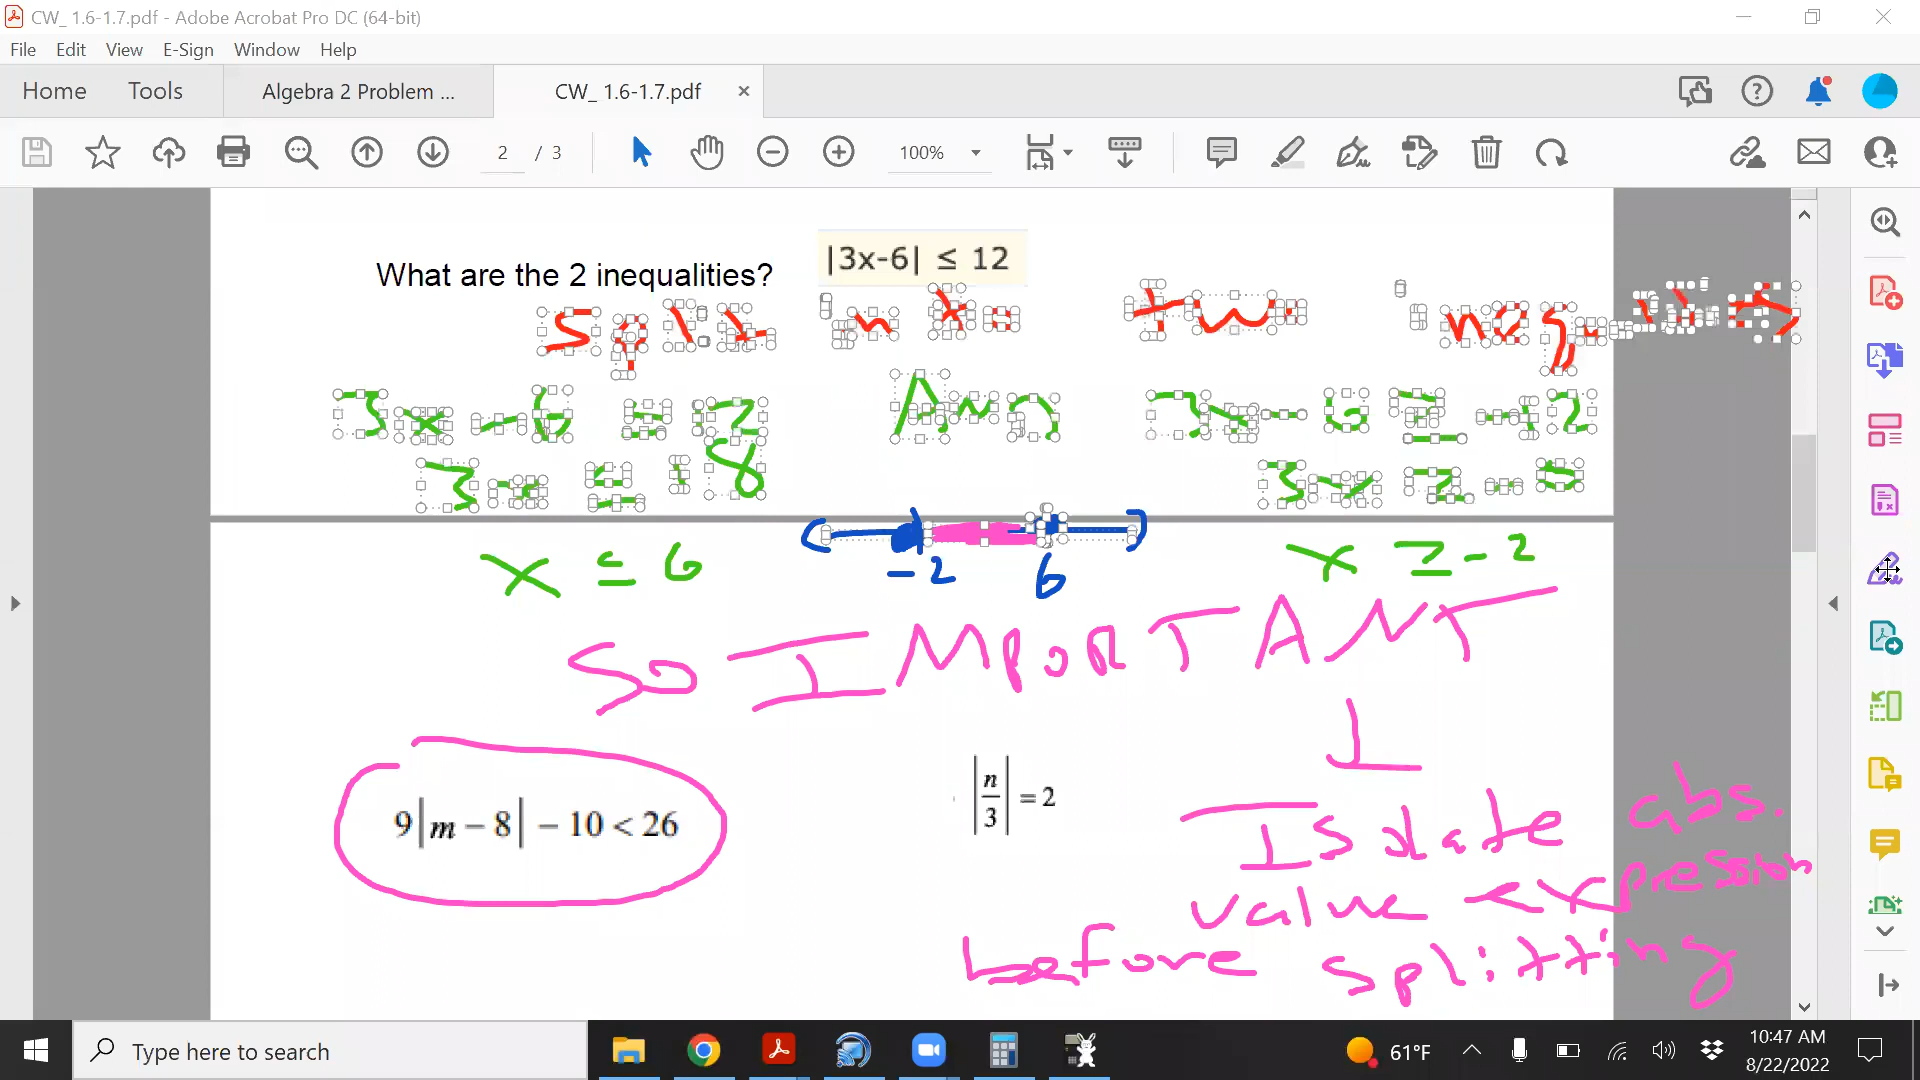 CW_ 1.6-1.7.pdf - Adobe Acrobat Pro DC (64-bit)
File Edit View E-Sign Window Help
Home Tools Algebra 2 Problem ... CW_ 1.6-1.7.pdf ×
2 / 3 100%
What are the 2 inequalities? |3x-6| ≤ 12
Split into + and negative
3x - 6 ≤ 12 And 3x - 6 ≥ -12
3x ≤ 18 3x ≥ -6
x ≤ 6 -2 6 x ≥ -2
SO IMPORTANT
9|m − 8| − 10 < 26
|n/3| = 2
Isolate abs.
value expression
before splitting
Type here to search
61°F
10:47 AM
8/22/2022